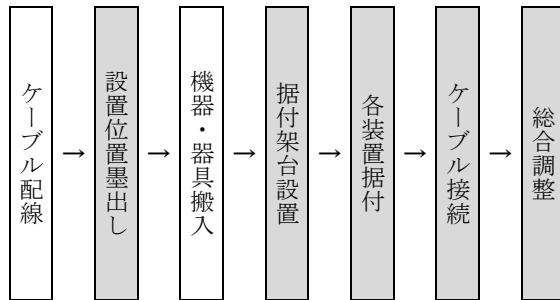 ケーブル配線
→
設置位置墨出し
→
機器・器具搬入
→
据付架台設置
→
各装置据付
→
ケーブル接続
→
総合調整